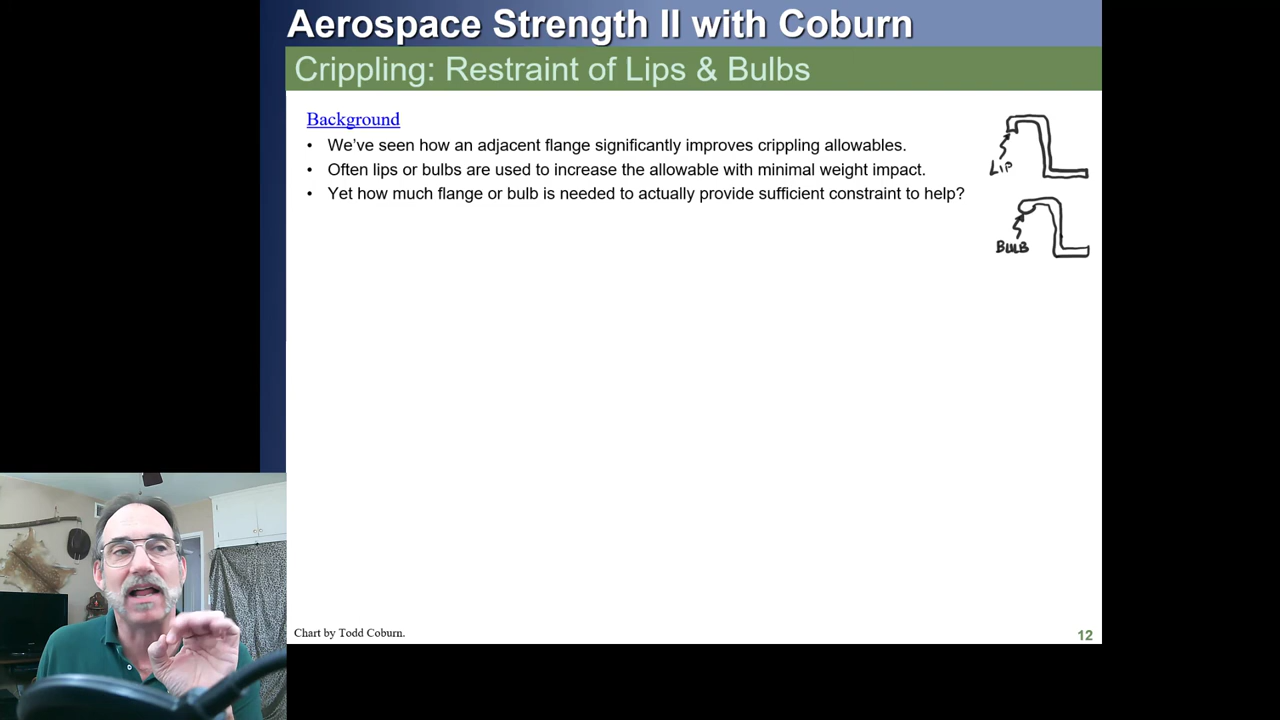 Aerospace Strength II with Coburn
Crippling: Restraint of Lips & Bulbs
Background
• We've seen how an adjacent flange significantly improves crippling allowables.
• Often lips or bulbs are used to increase the allowable with minimal weight impact.
• Yet how much flange or bulb is needed to actually provide sufficient constraint to help?
LIP
BULB
Chart by Todd Coburn.
12